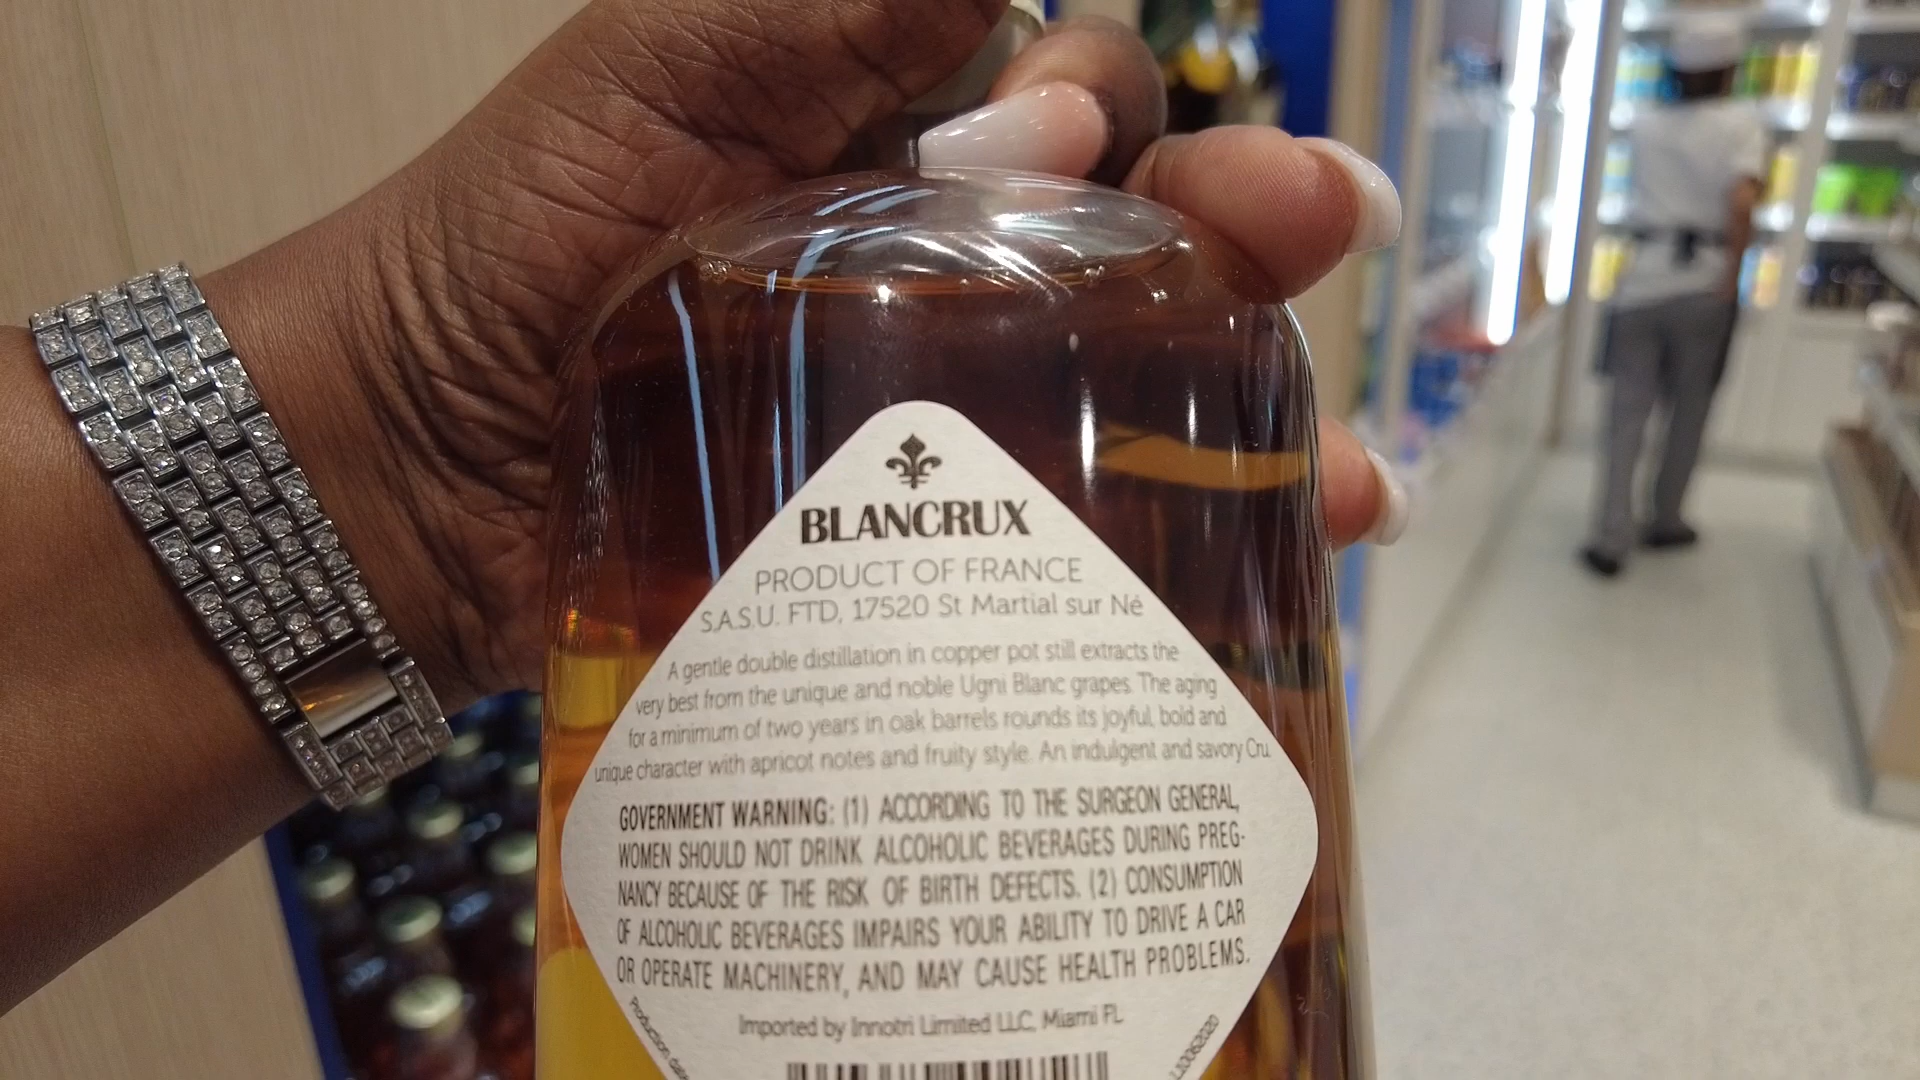 BLANCRUX
PRODUCT OF FRANCE
S.A.S.U. FTD, 17520 St Martial sur Né
A gentle double distillation in copper pot still extracts the
very best from the unique and noble Ugni Blanc grapes. The aging
for a minimum of two years in oak barrels rounds its joyful, bold and
unique character with apricot notes and fruity style. An indulgent and savory Cru.
GOVERNMENT WARNING: (1) ACCORDING TO THE SURGEON GENERAL,
WOMEN SHOULD NOT DRINK ALCOHOLIC BEVERAGES DURING PREG-
NANCY BECAUSE OF THE RISK OF BIRTH DEFECTS. (2) CONSUMPTION
OF ALCOHOLIC BEVERAGES IMPAIRS YOUR ABILITY TO DRIVE A CAR
OR OPERATE MACHINERY, AND MAY CAUSE HEALTH PROBLEMS.
Imported by Innotri Limited LLC, Miami FL
Production date